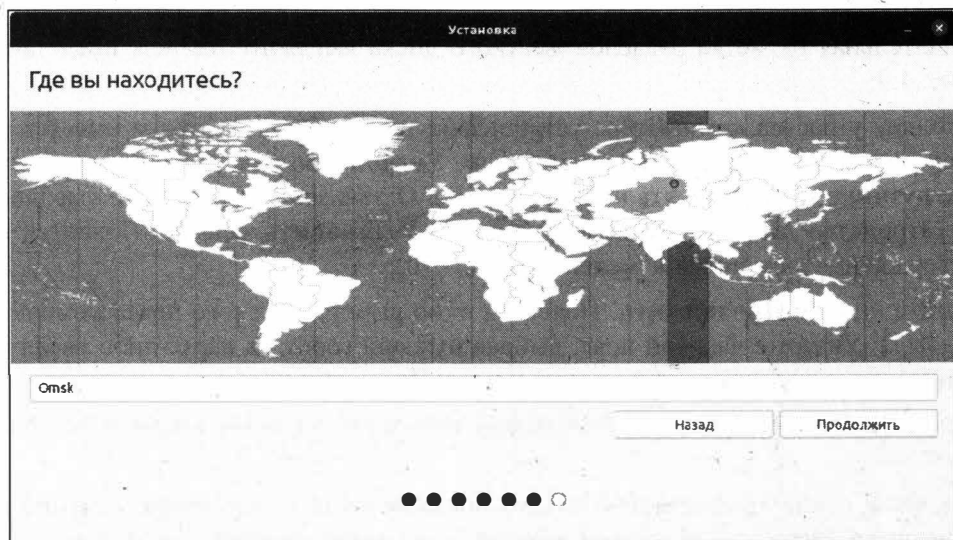 Установка
Где вы находитесь?
Omsk
Назад
Продолжить